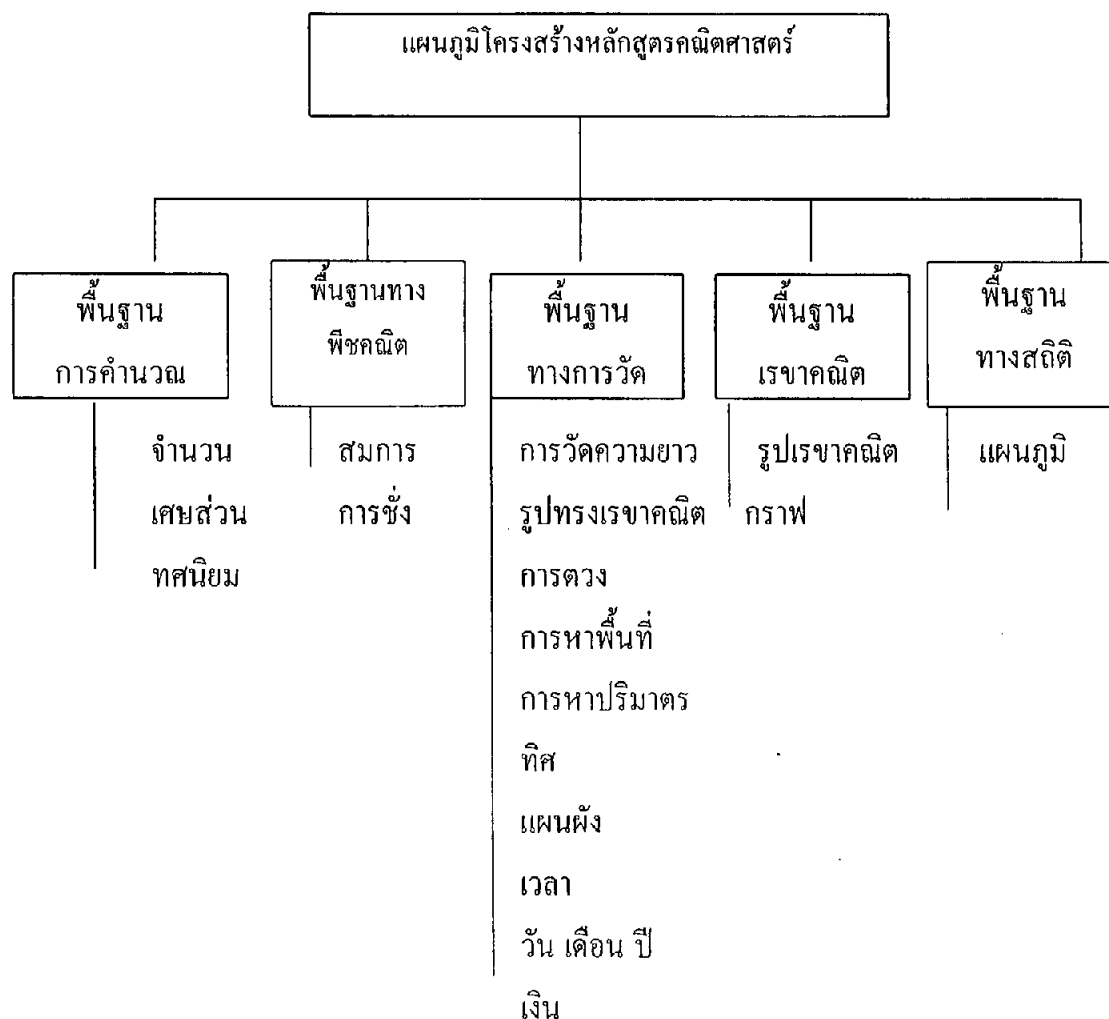 แผนภูมิโครงสร้างหลักสูตรคณิตศาสตร์
พื้นฐาน
การคำนวณ
จำนวน
เศษส่วน
ทศนิยม
พื้นฐานทาง
พีชคณิต
สมการ
การชั่ง
พื้นฐาน
ทางการวัด
การวัดความยาว
รูปทรงเรขาคณิต
การตวง
การหาพื้นที่
การหาปริมาตร
ทิศ
แผนผัง
เวลา
วัน เดือน ปี
เงิน
พื้นฐาน
เรขาคณิต
รูปเรขาคณิต
กราฟ
พื้นฐาน
ทางสถิติ
แผนภูมิ